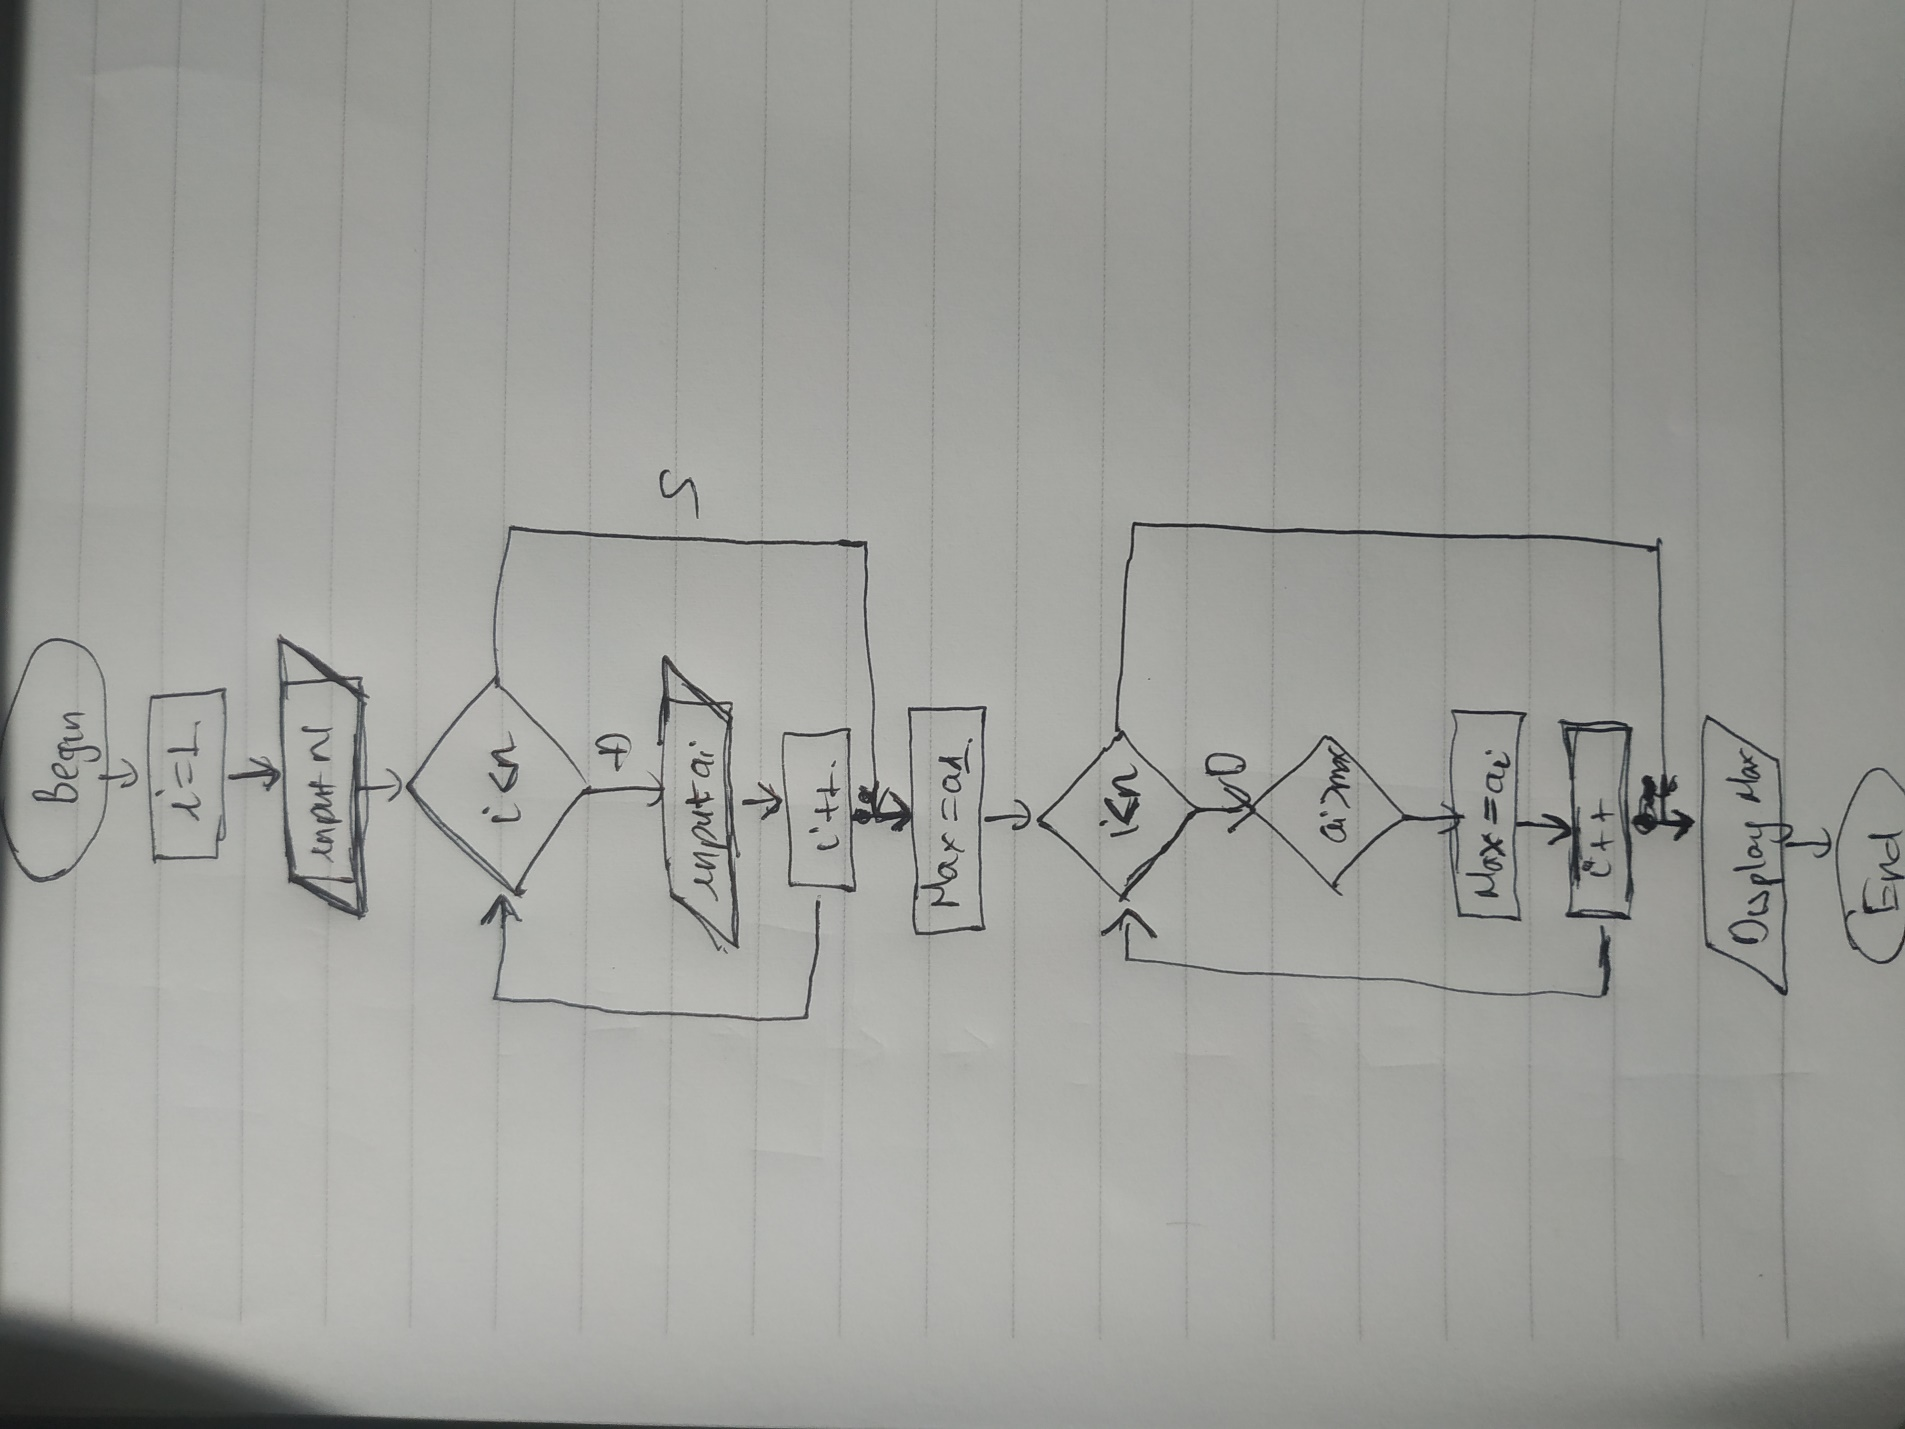 Begin
i=1
input n
i<n
Đ
S
input ai
i++
Max = a1
i<n
Đ
ai>max
Max = ai
i++
Display Max
End